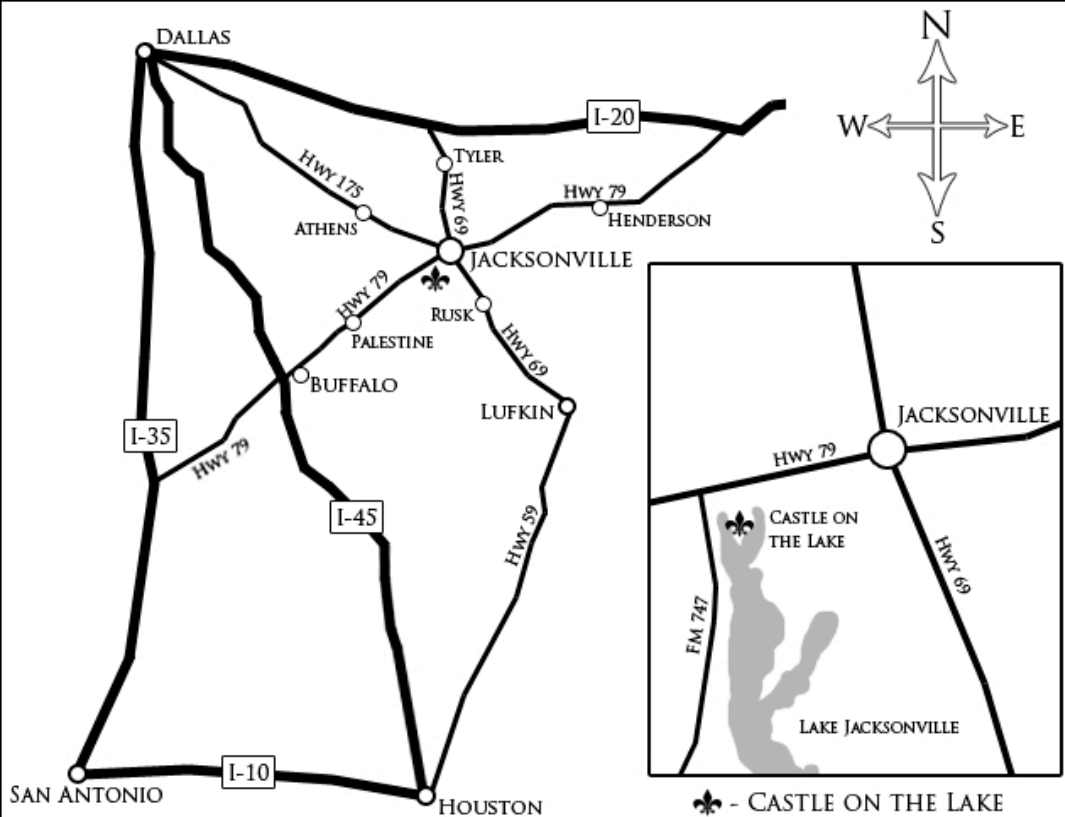 DALLAS
N
I-20
W
E
TYLER
HWY 175
HWY 69
HWY 79
HENDERSON
ATHENS
S
JACKSONVILLE
HWY 79
RUSK
PALESTINE
HWY 69
BUFFALO
LUFKIN
I-35
HWY 79
I-45
HWY 59
SAN ANTONIO
I-10
HOUSTON
JACKSONVILLE
HWY 79
CASTLE ON
THE LAKE
HWY 69
FM 747
LAKE JACKSONVILLE
- CASTLE ON THE LAKE